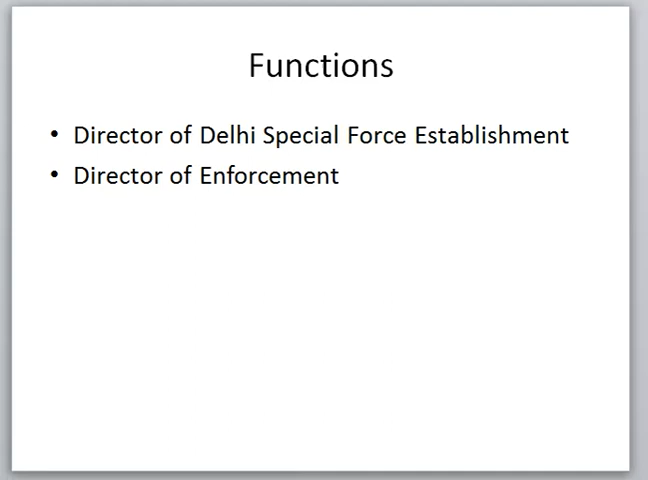 Functions
• Director of Delhi Special Force Establishment
• Director of Enforcement